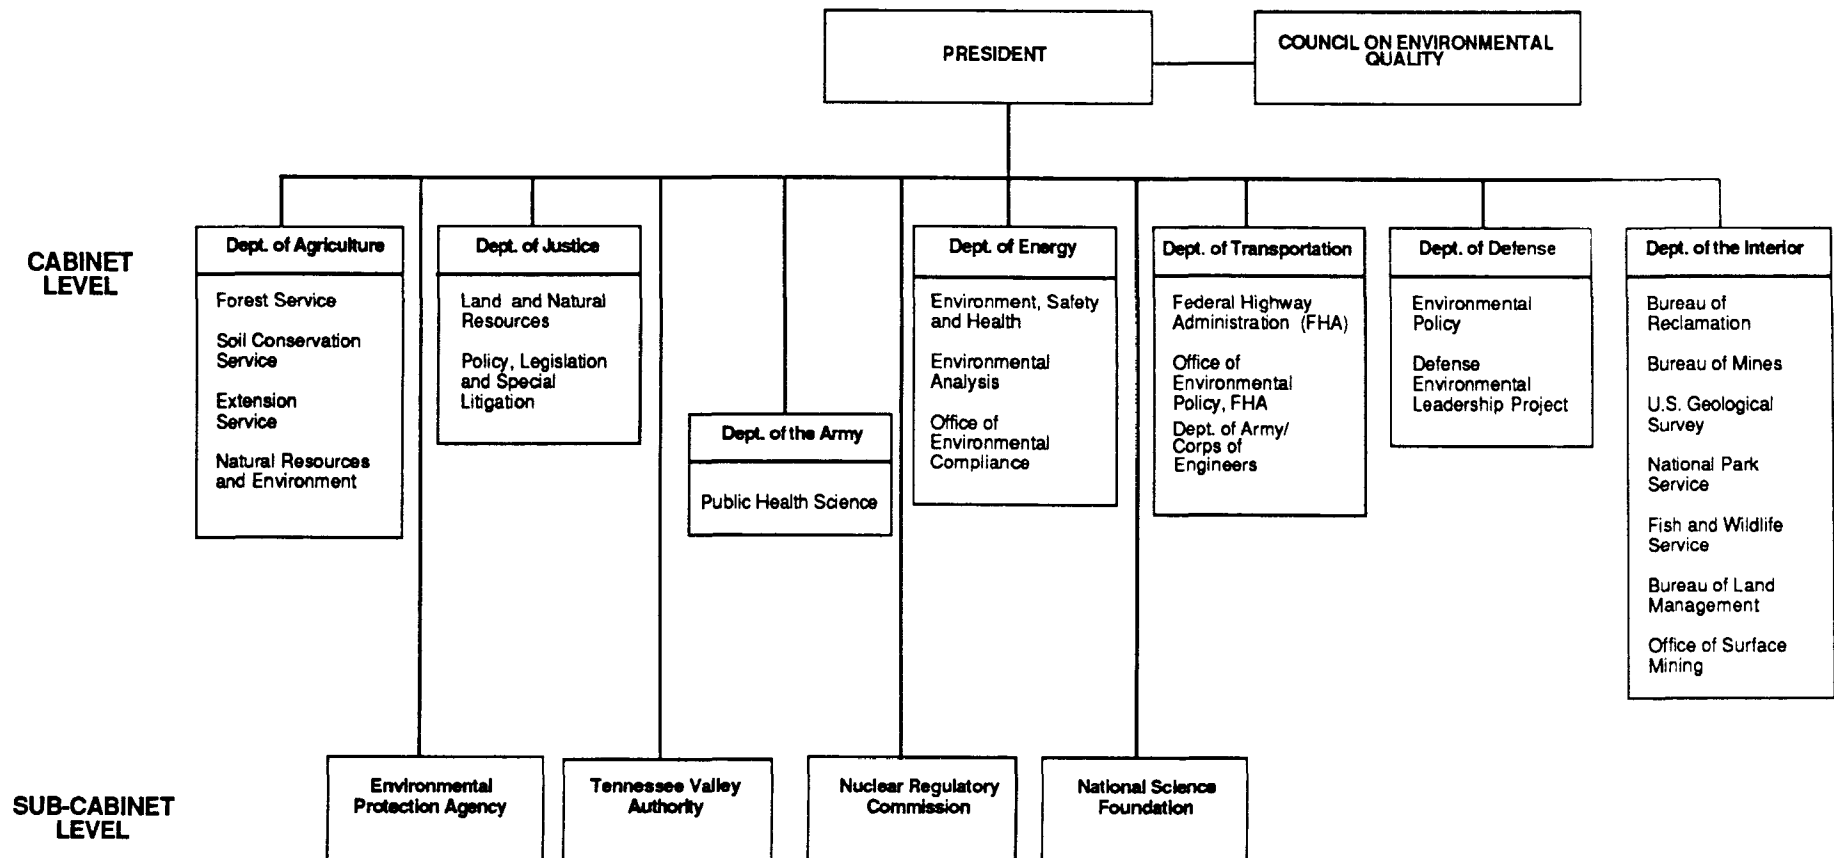 PRESIDENT
COUNCIL ON ENVIRONMENTAL
QUALITY
CABINET
LEVEL
Dept. of Agriculture
Forest Service
Soil Conservation
Service
Extension
Service
Natural Resources
and Environment
Dept. of Justice
Land and Natural
Resources
Policy, Legislation
and Special
Litigation
Dept. of the Army
Public Health Science
Dept. of Energy
Environment, Safety
and Health
Environmental
Analysis
Office of
Environmental
Compliance
Dept. of Transportation
Federal Highway
Administration (FHA)
Office of
Environmental
Policy, FHA
Dept. of Army/
Corps of
Engineers
Dept. of Defense
Environmental
Policy
Defense
Environmental
Leadership Project
Dept. of the Interior
Bureau of
Reclamation
Bureau of Mines
U.S. Geological
Survey
National Park
Service
Fish and Wildlife
Service
Bureau of Land
Management
Office of Surface
Mining
SUB-CABINET
LEVEL
Environmental
Protection Agency
Tennessee Valley
Authority
Nuclear Regulatory
Commission
National Science
Foundation